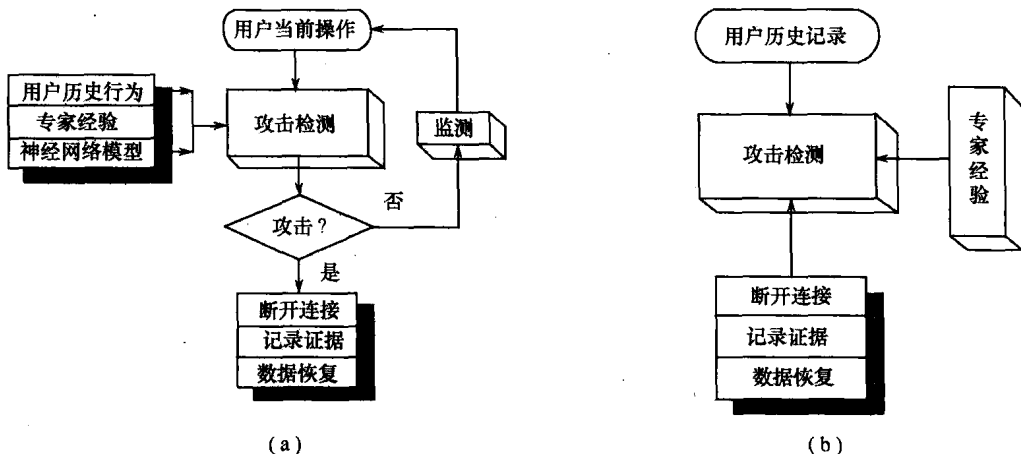 用户当前操作
用户历史行为
专家经验
神经网络模型
攻击检测
监测
攻击?
否
是
断开连接
记录证据
数据恢复
(a)
用户历史记录
攻击检测
专家经验
断开连接
记录证据
数据恢复
(b)